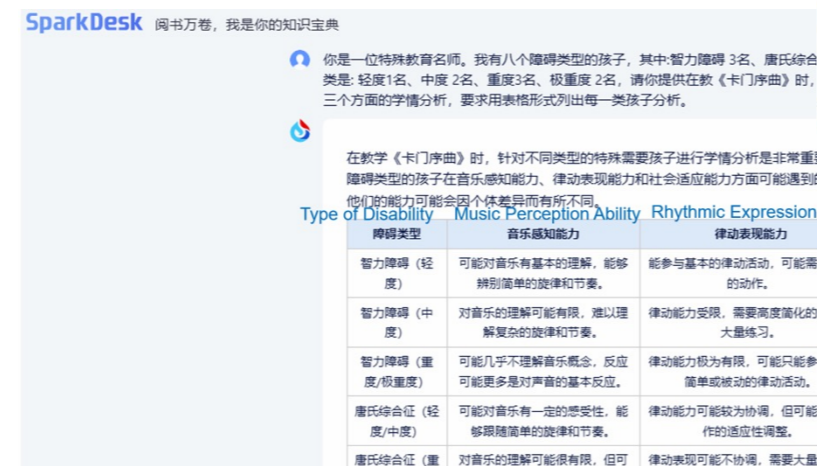 SparkDesk 阅书万卷，我是你的知识宝典
你是一位特殊教育名师。我有八个障碍类型的孩子，其中:智力障碍 3名、唐氏综合
类是: 轻度1名、中度 2名、重度3名、极重度 2名，请你提供在教《卡门序曲》时，
三个方面的学情分析，要求用表格形式列出每一类孩子分析。
在教学《卡门序曲》时，针对不同类型的特殊需要孩子进行学情分析是非常重要
障碍类型的孩子在音乐感知能力、律动表现能力和社会适应能力方面可能遇到的
他们的能力可能会因个体差异而有所不同。
Type of Disability Music Perception Ability Rhythmic Expression
障碍类型 音乐感知能力 律动表现能力
智力障碍（轻 可能对音乐有基本的理解，能够 能参与基本的律动活动，可能需
度） 辨别简单的旋律和节奏。 的动作。
智力障碍（中 对音乐的理解可能有限，难以理 律动能力受限，需要高度简化的
度） 解复杂的旋律和节奏。 大量练习。
智力障碍（重 可能几乎不理解音乐概念，反应 律动能力极为有限，可能只能参
度/极重度） 可能更多是对声音的基本反应。 简单或被动的律动活动。
唐氏综合征（轻 可能对音乐有一定的感受性，能 律动能力可能较为协调，但可能
度/中度） 够跟随简单的旋律和节奏。 作的适应性调整。
唐氏综合征（重 对音乐的理解可能很有限，但可 律动表现可能不协调，需要大量